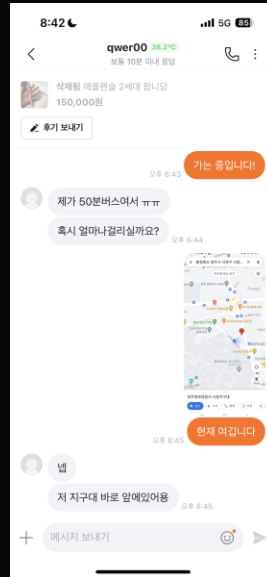 8:42
5G 85
qwer00 38.2°C
보통 10분 이내 응답
삭제됨 애플펜슬 2세대 팝니당
150,000원
후기 보내기
가는 중입니다!
오후 6:43
제가 50분버스여서 ㅠㅠ
혹시 얼마나걸리실까요?
오후 6:44
현재 여깁니다
오후 6:45
넵
저 지구대 바로 앞에있어용
오후 6:45
메시지 보내기